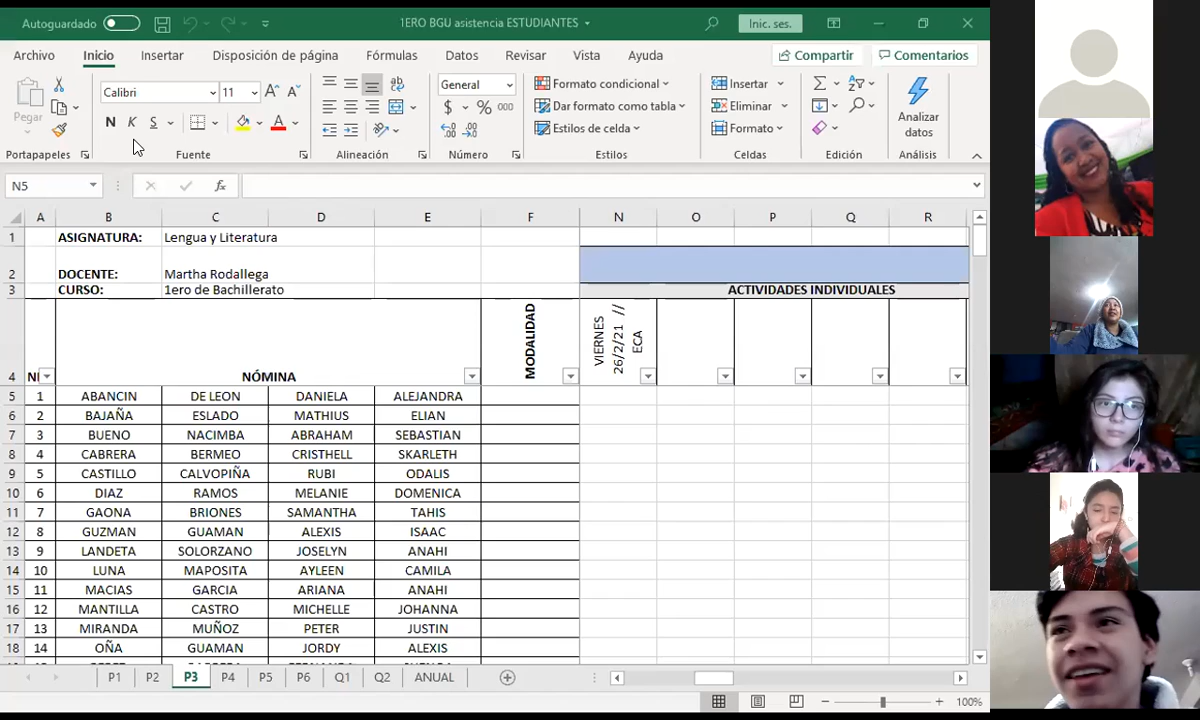 Autoguardado 1ERO BGU asistencia ESTUDIANTES Inic. ses.
Archivo Inicio Insertar Disposición de página Fórmulas Datos Revisar Vista Ayuda Compartir Comentarios
Pegar
Calibri 11
N K S
General
$ % 000
Formato condicional
Dar formato como tabla
Estilos de celda
Insertar
Eliminar
Formato
Analizar
datos
Portapapeles Fuente Alineación Número Estilos Celdas Edición Análisis
N5 fx
A B C D E F N O P Q R
1 ASIGNATURA: Lengua y Literatura
2 DOCENTE: Martha Rodallega
3 CURSO: 1ero de Bachillerato ACTIVIDADES INDIVIDUALES
4 NÓMINA MODALIDAD
VIERNES
26/2/21 //
ECA
5 1 ABANCIN DE LEON DANIELA ALEJANDRA
6 2 BAJAÑA ESLADO MATHIUS ELIAN
7 3 BUENO NACIMBA ABRAHAM SEBASTIAN
8 4 CABRERA BERMEO CRISTHELL SKARLETH
9 5 CASTILLO CALVOPIÑA RUBI ODALIS
10 6 DIAZ RAMOS MELANIE DOMENICA
11 7 GAONA BRIONES SAMANTHA TAHIS
12 8 GUZMAN GUAMAN ALEXIS ISAAC
13 9 LANDETA SOLORZANO JOSELYN ANAHI
14 10 LUNA MAPOSITA AYLEEN CAMILA
15 11 MACIAS GARCIA ARIANA ANAHI
16 12 MANTILLA CASTRO MICHELLE JOHANNA
17 13 MIRANDA MUÑOZ PETER JUSTIN
18 14 OÑA GUAMAN JORDY ALEXIS
P1 P2 P3 P4 P5 P6 Q1 Q2 ANUAL
100%